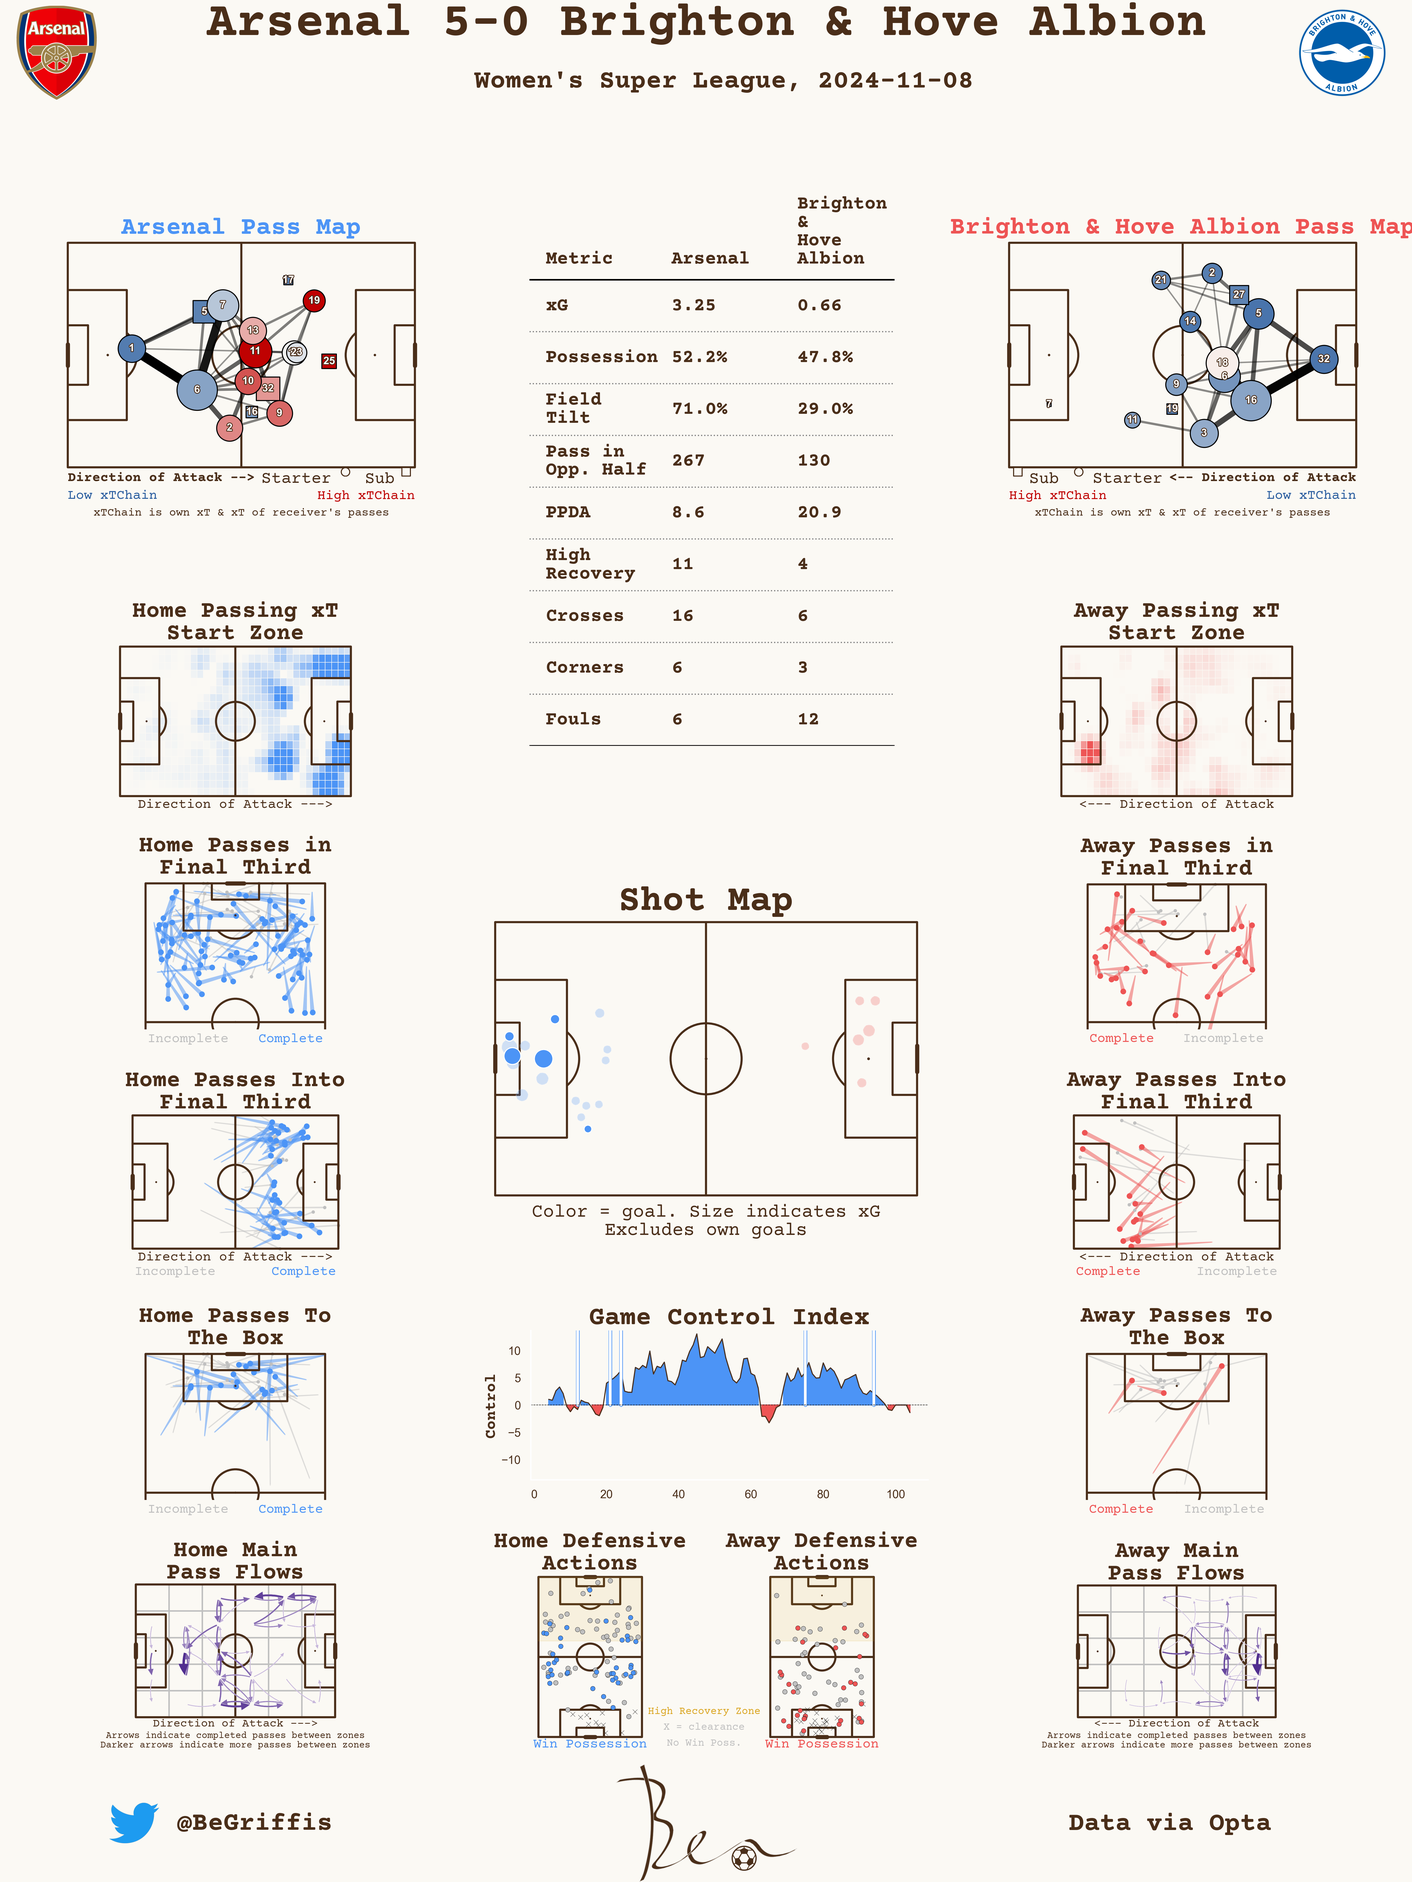 Arsenal 5-0 Brighton & Hove Albion
Women's Super League, 2024-11-08
Arsenal
BRIGHTON & HOVE
ALBION
Arsenal Pass Map
1
5
7
17
19
13
11
23
25
10
32
6
16
9
2
Direction of Attack --> Starter Sub
Low xTChain High xTChain
xTChain is own xT & xT of receiver's passes
Metric Arsenal Brighton & Hove Albion
xG 3.25 0.66
Possession 52.2% 47.8%
Field Tilt 71.0% 29.0%
Pass in Opp. Half 267 130
PPDA 8.6 20.9
High Recovery 11 4
Crosses 16 6
Corners 6 3
Fouls 6 12
Brighton & Hove Albion Pass Map
21
2
27
5
14
18
32
6
9
16
7
19
11
3
Sub Starter <-- Direction of Attack
High xTChain Low xTChain
xTChain is own xT & xT of receiver's passes
Home Passing xT
Start Zone
Direction of Attack --->
Away Passing xT
Start Zone
<--- Direction of Attack
Home Passes in
Final Third
Incomplete Complete
Shot Map
Color = goal. Size indicates xG
Excludes own goals
Away Passes in
Final Third
Complete Incomplete
Home Passes Into
Final Third
Direction of Attack --->
Incomplete Complete
Away Passes Into
Final Third
<--- Direction of Attack
Complete Incomplete
Home Passes To
The Box
Incomplete Complete
Game Control Index
Control
10
5
0
−5
−10
0 20 40 60 80 100
Away Passes To
The Box
Complete Incomplete
Home Main
Pass Flows
Direction of Attack --->
Arrows indicate completed passes between zones
Darker arrows indicate more passes between zones
Home Defensive
Actions
Win Possession
High Recovery Zone
X = clearance
No Win Poss.
Away Defensive
Actions
Win Possession
Away Main
Pass Flows
<--- Direction of Attack
Arrows indicate completed passes between zones
Darker arrows indicate more passes between zones
@BeGriffis
Ben
Data via Opta